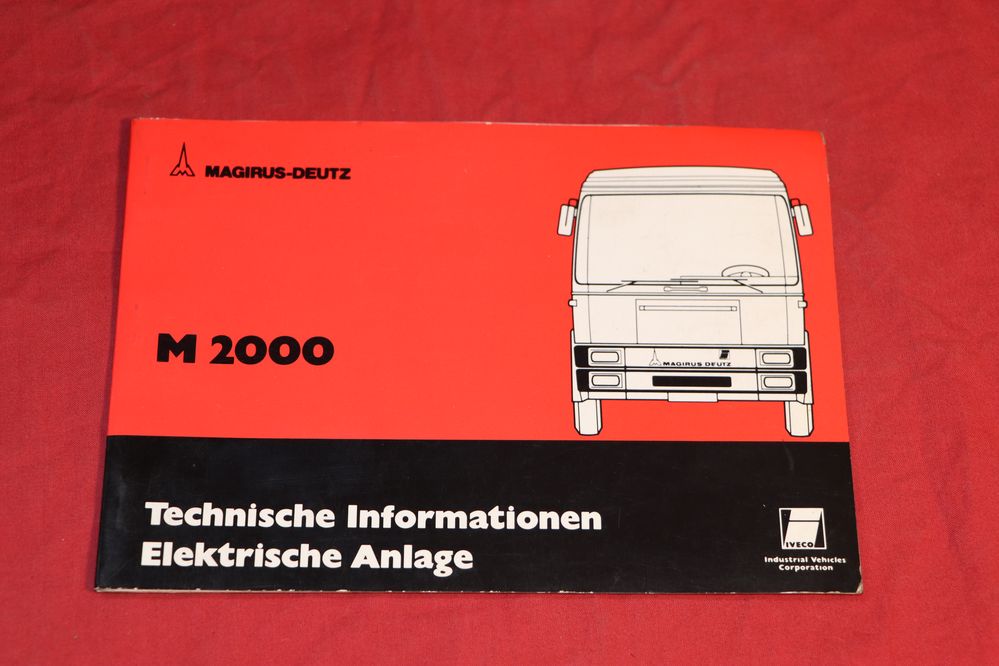 MAGIRUS-DEUTZ
M 2000
MAGIRUS DEUTZ
Technische Informationen
Elektrische Anlage
IVECO
Industrial Vehicles
Corporation